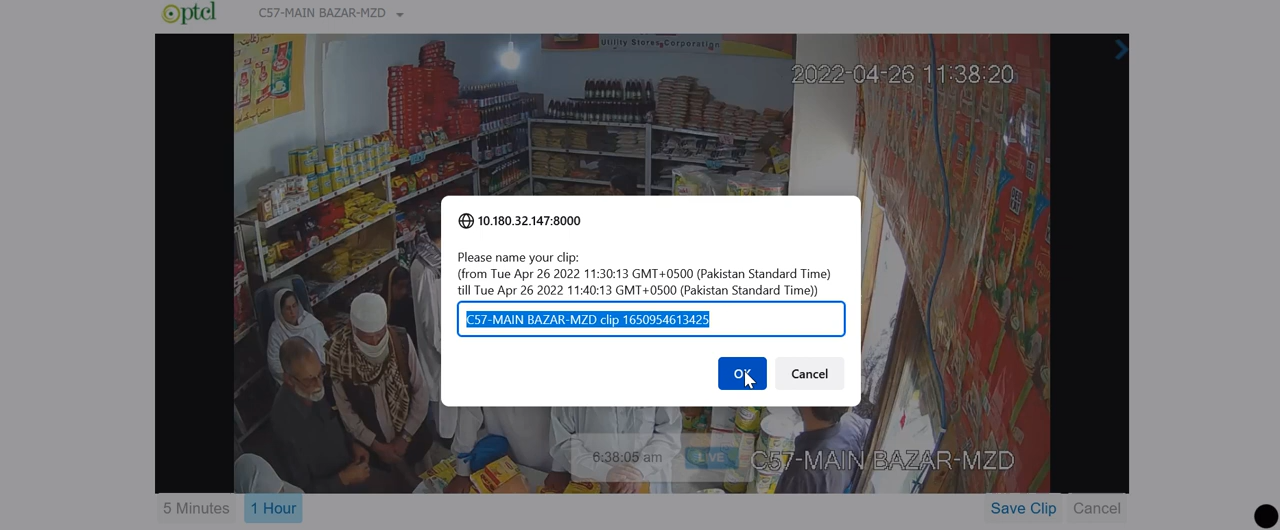 ptcl
C57-MAIN BAZAR-MZD
Utility Stores Corporation
2022-04-26 11:38:20
10.180.32.147:8000
Please name your clip:
(from Tue Apr 26 2022 11:30:13 GMT+0500 (Pakistan Standard Time)
till Tue Apr 26 2022 11:40:13 GMT+0500 (Pakistan Standard Time))
C57-MAIN BAZAR-MZD clip 1650954613425
OK
Cancel
6:38:05 am
LIVE
C57-MAIN BAZAR-MZD
5 Minutes
1 Hour
Save Clip
Cancel